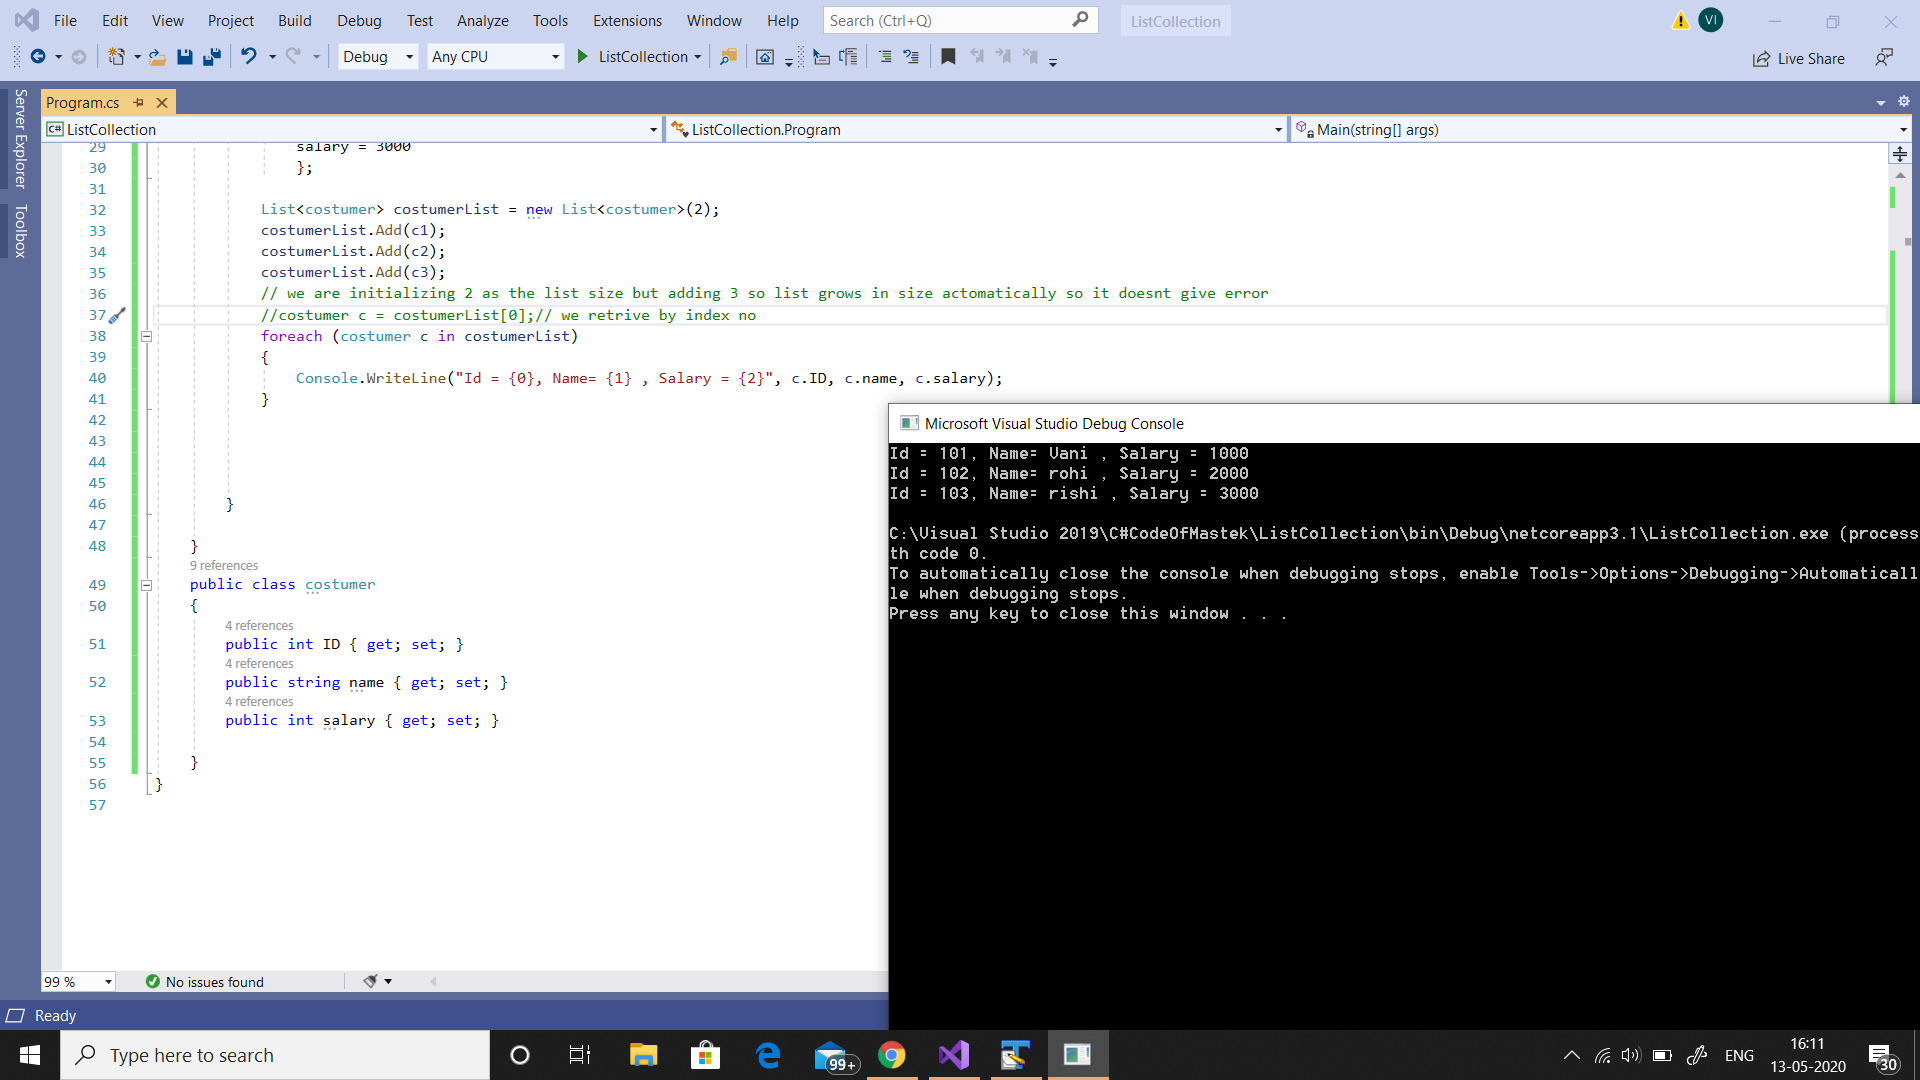 File Edit View Project Build Debug Test Analyze Tools Extensions Window Help Search (Ctrl+Q) ListCollection VI
Debug Any CPU ListCollection Live Share
Server Explorer
Toolbox
Program.cs
C# ListCollection ListCollection.Program Main(string[] args)
29 salary = 3000
30 };
31
32 List<costumer> costumerList = new List<costumer>(2);
33 costumerList.Add(c1);
34 costumerList.Add(c2);
35 costumerList.Add(c3);
36 // we are initializing 2 as the list size but adding 3 so list grows in size automatically so it doesnt give error
37 //costumer c = costumerList[0];// we retrive by index no
38 foreach (costumer c in costumerList)
39 {
40 Console.WriteLine("Id = {0}, Name= {1} , Salary = {2}", c.ID, c.name, c.salary);
41 }
42
43
44
45
46 }
47
48 }
9 references
49 public class costumer
50 {
4 references
51 public int ID { get; set; }
4 references
52 public string name { get; set; }
4 references
53 public int salary { get; set; }
54
55 }
56 }
57
Microsoft Visual Studio Debug Console
Id = 101, Name= Vani , Salary = 1000
Id = 102, Name= rohi , Salary = 2000
Id = 103, Name= rishi , Salary = 3000
C:\Visual Studio 2019\C#CodeOfMastek\ListCollection\bin\Debug\netcoreapp3.1\ListCollection.exe (process
th code 0.
To automatically close the console when debugging stops, enable Tools->Options->Debugging->Automaticall
le when debugging stops.
Press any key to close this window . . .
99 % No issues found
Ready
Type here to search 99+ ENG 16:11
13-05-2020 30